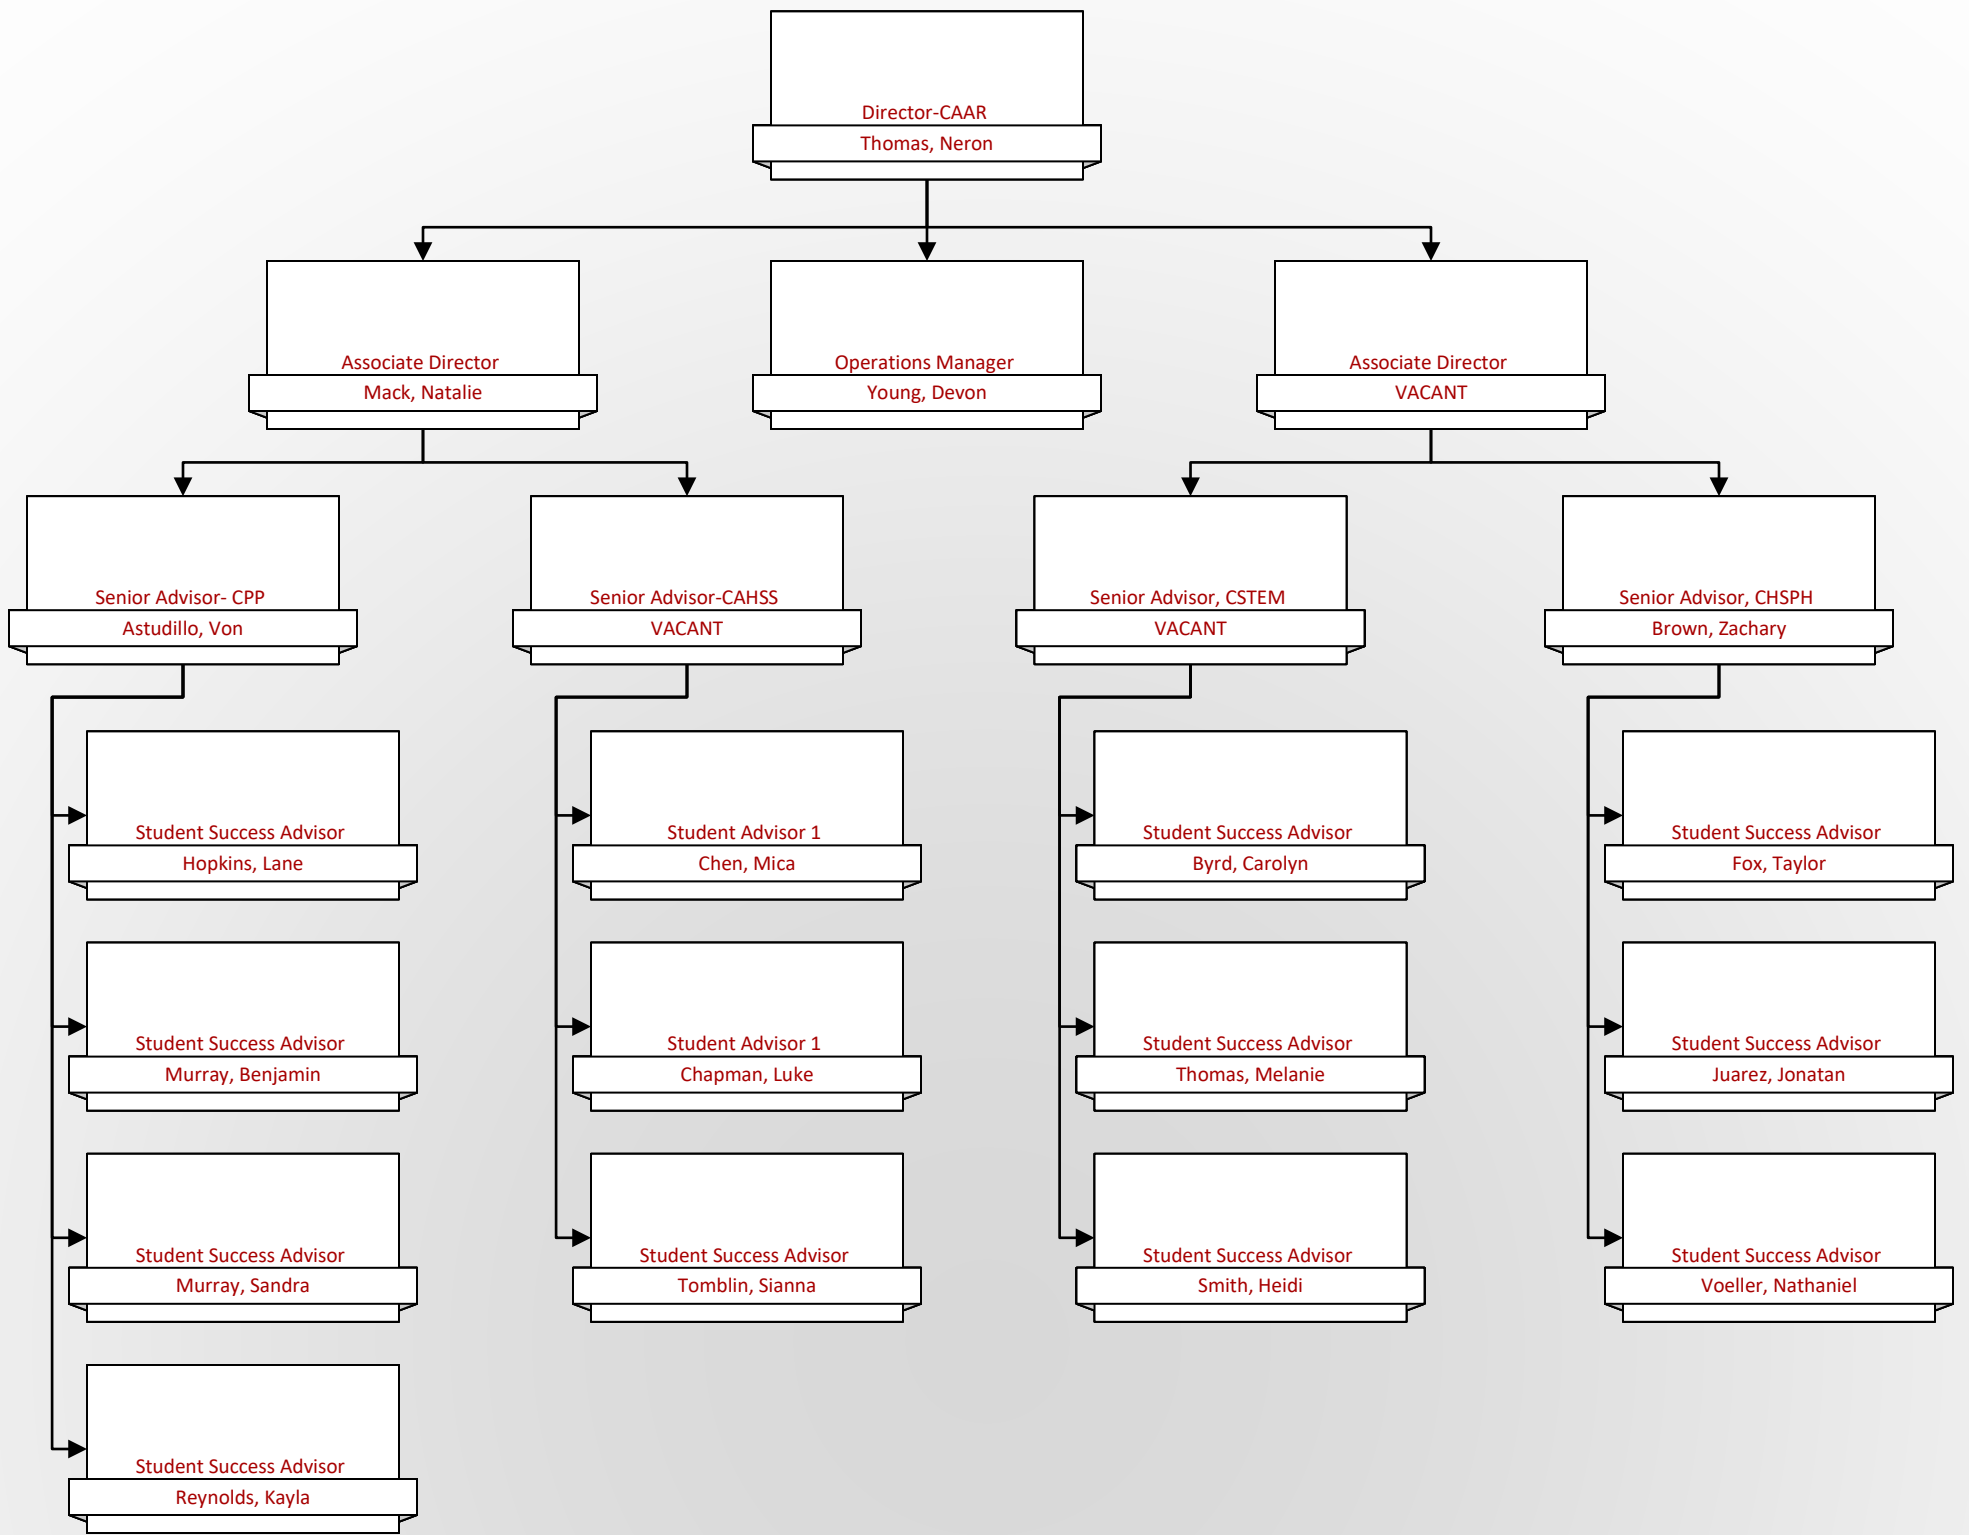 Director-CAAR
Thomas, Neron
Associate Director
Mack, Natalie
Operations Manager
Young, Devon
Associate Director
VACANT
Senior Advisor- CPP
Astudillo, Von
Senior Advisor-CAHSS
VACANT
Senior Advisor, CSTEM
VACANT
Senior Advisor, CHSPH
Brown, Zachary
Student Success Advisor
Hopkins, Lane
Student Advisor 1
Chen, Mica
Student Success Advisor
Byrd, Carolyn
Student Success Advisor
Fox, Taylor
Student Success Advisor
Murray, Benjamin
Student Advisor 1
Chapman, Luke
Student Success Advisor
Thomas, Melanie
Student Success Advisor
Juarez, Jonatan
Student Success Advisor
Murray, Sandra
Student Success Advisor
Tomblin, Sianna
Student Success Advisor
Smith, Heidi
Student Success Advisor
Voeller, Nathaniel
Student Success Advisor
Reynolds, Kayla